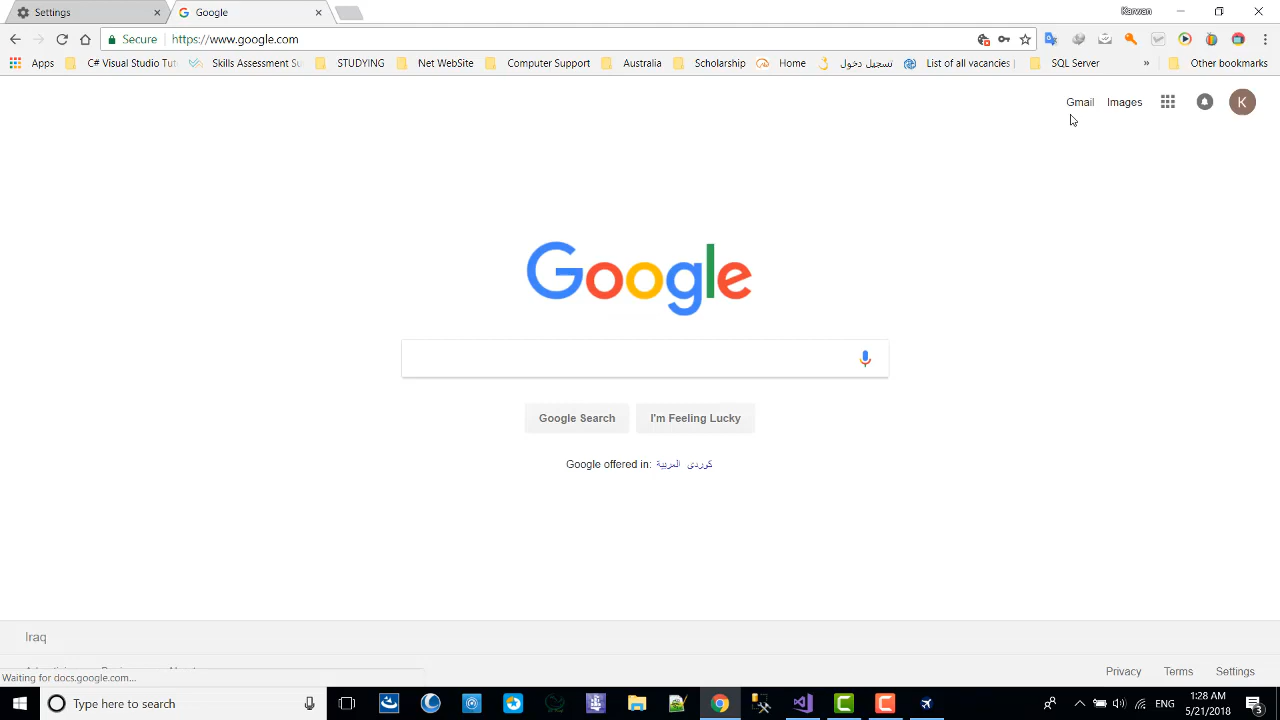 Settings
Google
Karwan
Secure
https://www.google.com
Apps
C# Visual Studio Tut
Skills Assessment Su
STUDYING
Net WebSite
Computer Support
Australia
Scholarship
Home
تسجيل دخول
List of all vacancies |
SQL Server
»
Other bookmarks
Gmail
Images
K
Google
Google Search
I'm Feeling Lucky
Google offered in: العربية كوردی
Iraq
Privacy
Terms
Settings
Waiting for docs.google.com...
Type here to search
ENG
1:28 AM
5/21/2018
3